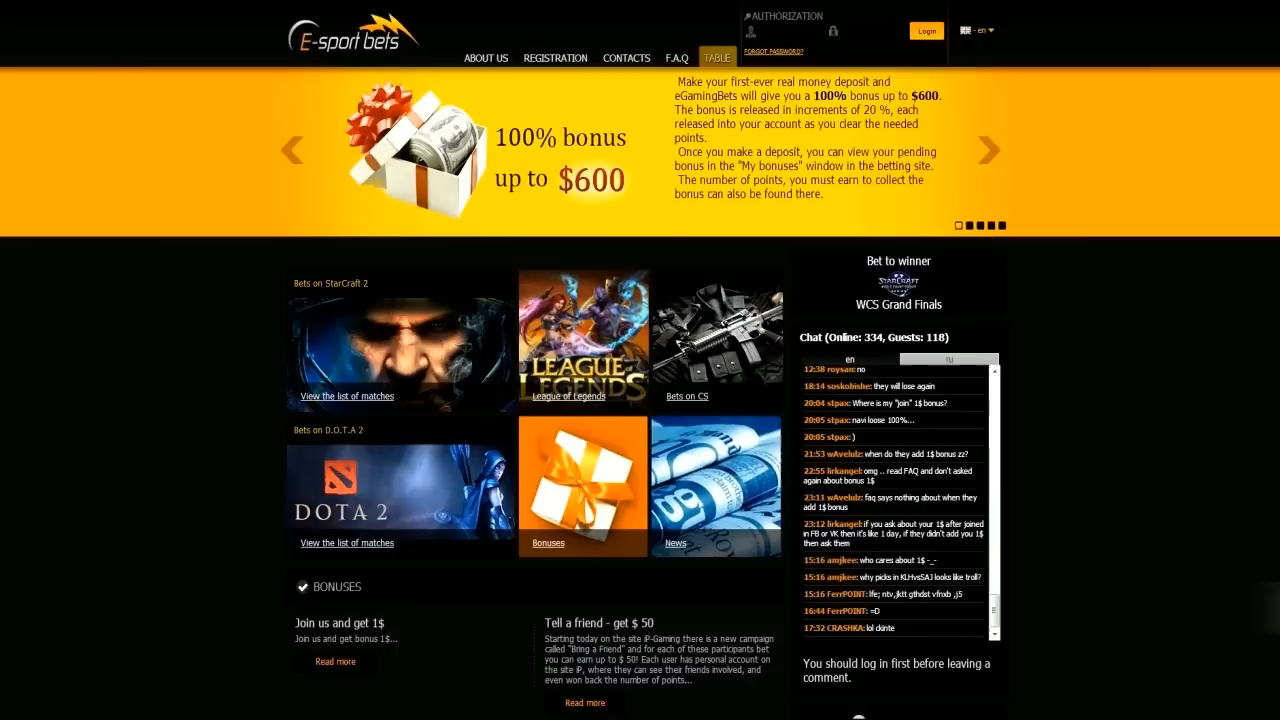 E-sport bets
AUTHORIZATION
Login
- en
FORGOT PASSWORD?
ABOUT US
REGISTRATION
CONTACTS
F.A.Q
TABLE
100% bonus
up to $600
Make your first-ever real money deposit and
eGamingBets will give you a 100% bonus up to $600.
The bonus is released in increments of 20 %, each
released into your account as you clear the needed
points.
Once you make a deposit, you can view your pending
bonus in the "My bonuses" window in the betting site.
The number of points, you must earn to collect the
bonus can also be found there.
Bets on StarCraft 2
View the list of matches
LEAGUE
LEGENDS
League of Legends
Bets on CS
Bets on D.O.T.A 2
DOTA 2
View the list of matches
Bonuses
News
Bet to winner
STARCRAFT
WCS Grand Finals
Chat (Online: 334, Guests: 118)
en
ru
12:38 roysan: no
18:14 soskobishe: they will lose again
20:04 stpax: Where is my "join" 1$ bonus?
20:05 stpax: navi loose 100%...
20:05 stpax: )
21:53 wAvelulz: when do they add 1$ bonus zz?
22:55 lirkangel: omg .. read FAQ and don't asked
again about bonus 1$
23:11 wAvelulz: faq says nothing about when they
add 1$ bonus
23:12 lirkangel: if you ask about your 1$ after joined
in FB or VK then it's like 1 day, if they didn't add you 1$
then ask them
15:16 amjkee: who cares about 1$ -_-
15:16 amjkee: why picks in KLHvsSAJ looks like troll?
15:16 FerrPOINT: lfe; ntv,jktt gthdst vfnxb ,j5
16:44 FerrPOINT: =D
17:32 CRASHKA: lol ckinte
You should log in first before leaving a
comment.
BONUSES
Join us and get 1$
Join us and get bonus 1$...
Read more
Tell a friend - get $ 50
Starting today on the site iP-Gaming there is a new campaign
called "Bring a Friend" and for each of these participants bet
you can earn up to $ 50! Each user has personal account on
the site iP, where they can see their friends involved, and
even won back the number of points...
Read more